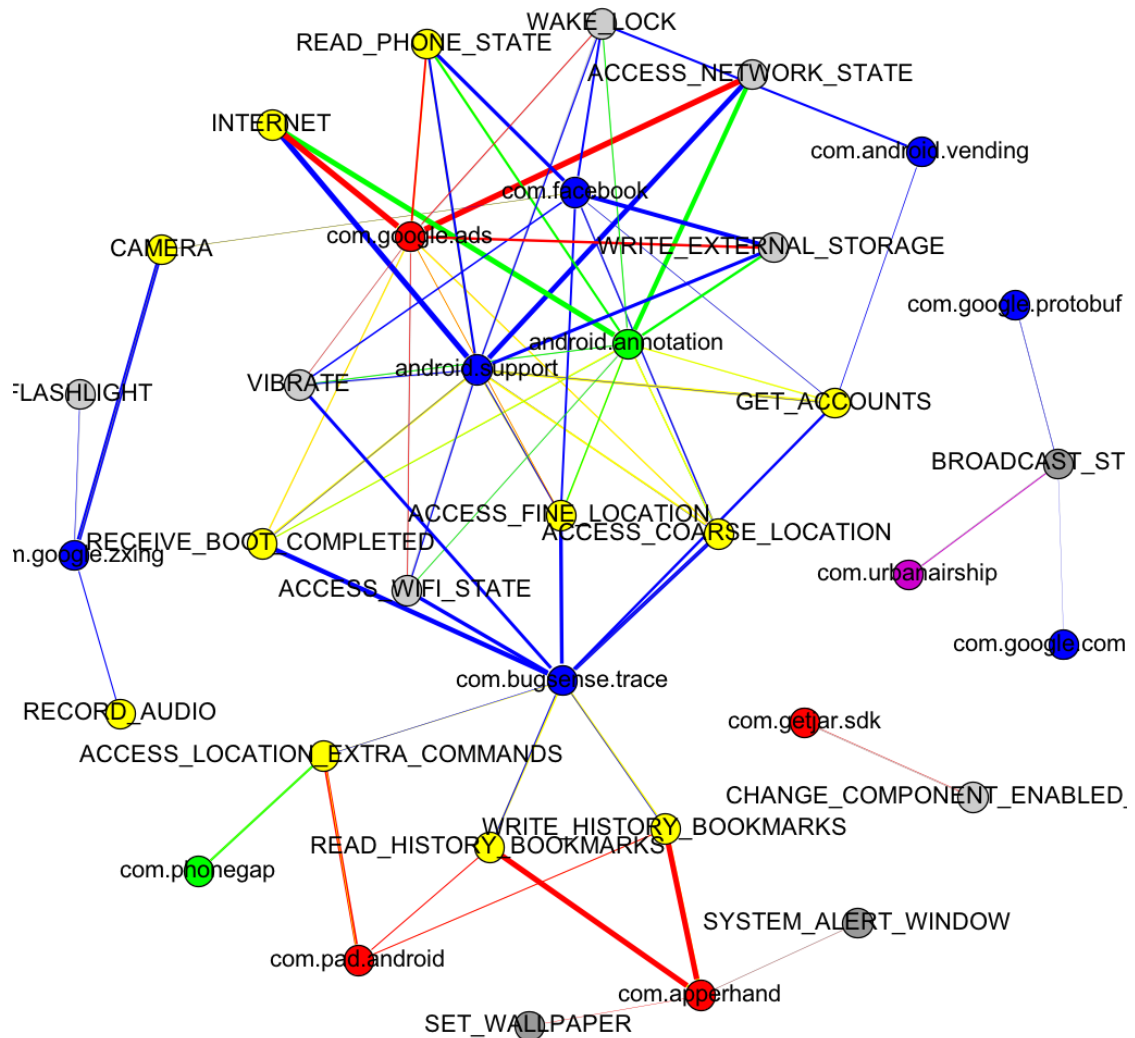 WAKE_LOCK
READ_PHONE_STATE
ACCESS_NETWORK_STATE
INTERNET
com.android.vending
com.facebook
com.google.ads
CAMERA
WRITE_EXTERNAL_STORAGE
com.google.protobuf
android.annotation
android.support
VIBRATE
FLASHLIGHT
GET_ACCOUNTS
BROADCAST_ST
ACCESS_FINE_LOCATION
ACCESS_COARSE_LOCATION
RECEIVE_BOOT_COMPLETED
m.google.zxing
com.urbanairship
ACCESS_WIFI_STATE
com.google.com
com.bugsense.trace
RECORD_AUDIO
com.getjar.sdk
ACCESS_LOCATION_EXTRA_COMMANDS
CHANGE_COMPONENT_ENABLED_
WRITE_HISTORY_BOOKMARKS
READ_HISTORY_BOOKMARKS
com.phonegap
SYSTEM_ALERT_WINDOW
com.pad.android
com.apperhand
SET_WALLPAPER